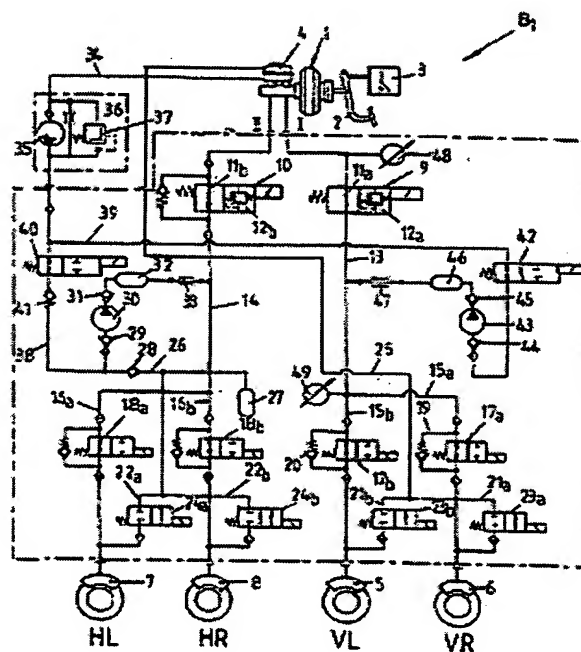 4 1 B1
34
36 3
37
35 II I 2
48
11b 10 11a 9
40 39 12b 12a 42
32 13 46
31 45
41 30 33 14 47 43
29 44
38 28 26 25
49 15a
15b 16b 27 15b
18a 18b 19 17a
20
17b
22a 22b 21a
24a 24b 23a
7 8 5 6
HL HR VL VR